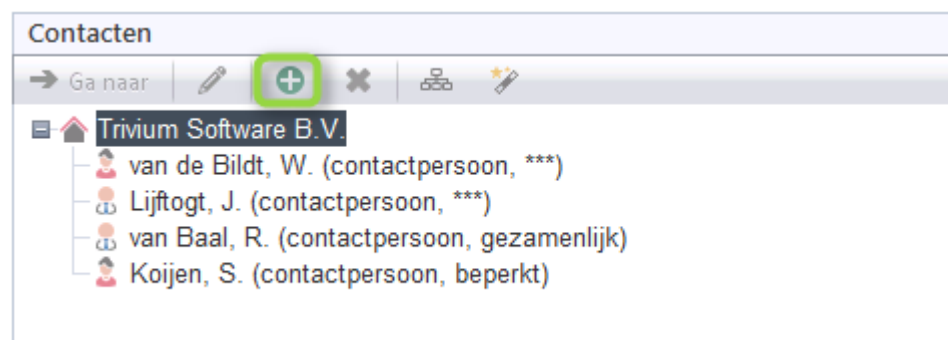 Contacten
Ga naar
Trivium Software B.V.
van de Bildt, W. (contactpersoon, ***)
Lijftogt, J. (contactpersoon, ***)
van Baal, R. (contactpersoon, gezamenlijk)
Koijen, S. (contactpersoon, beperkt)